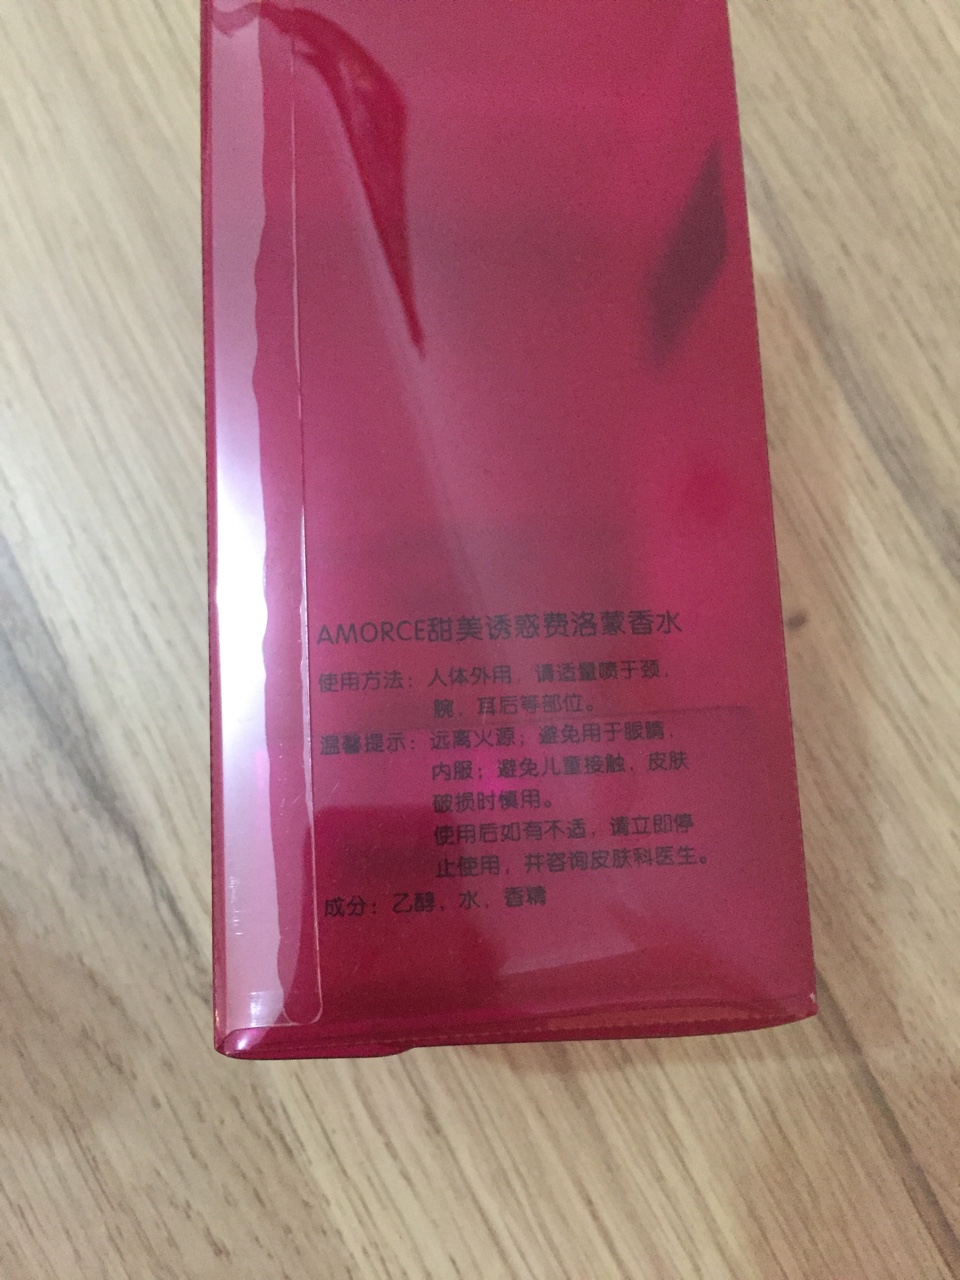 AMORCE甜美诱惑费洛蒙香水
使用方法：人体外用，请适量喷于颈、
腕、耳后等部位。
温馨提示：远离火源；避免用于眼睛、
内服；避免儿童接触，皮肤
破损时慎用。
使用后如有不适，请立即停
止使用，并咨询皮肤科医生。
成分：乙醇、水、香精